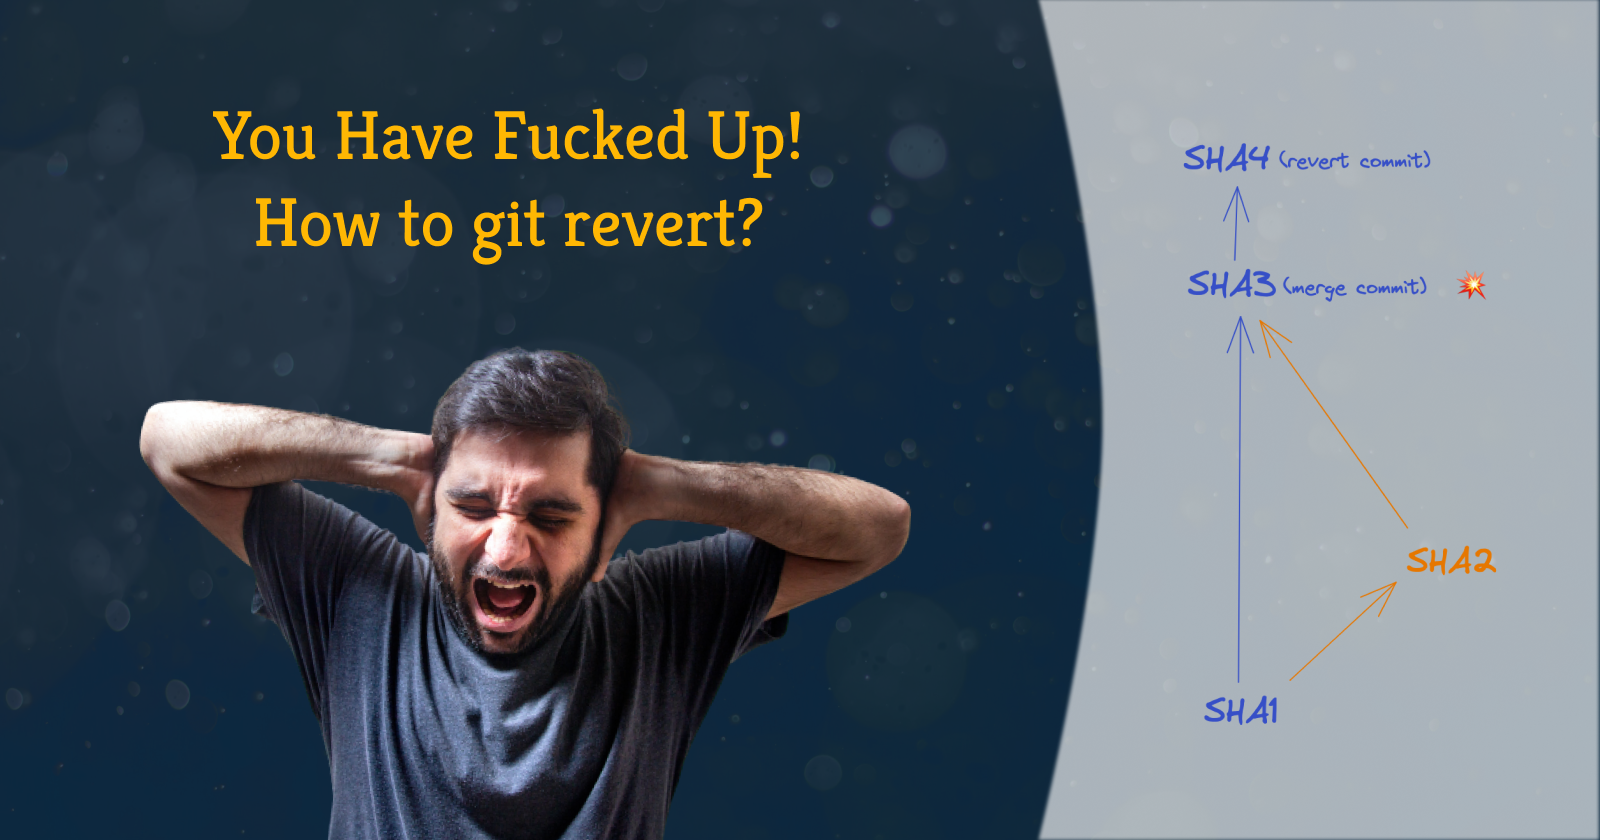 You Have Fucked Up!
How to git revert?
SHA4 (revert commit)
SHA3 (merge commit)
SHA2
SHA1